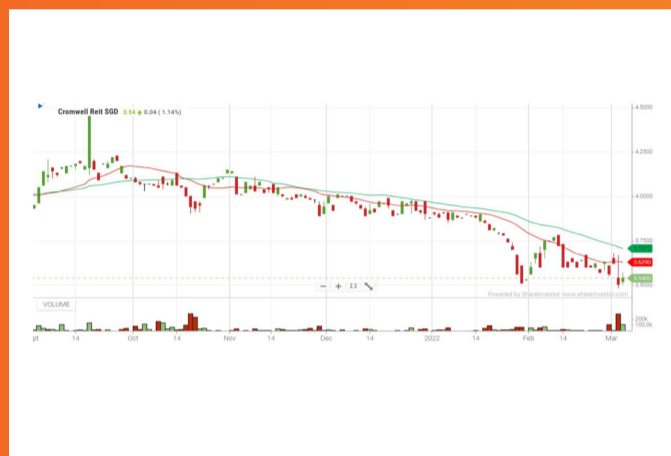 Cromwell Reit SGD 3.54 0.04 ( 1.14%)
4.5000
4.2500
4.0000
3.7500
3.6290
3.5400
3.5000
Powered by ShareInvestor www.shareinvestor.com
VOLUME
200k
100.0k
pt 14 Oct 14 Nov 14 Dec 14 2022 14 Feb 14 Mar